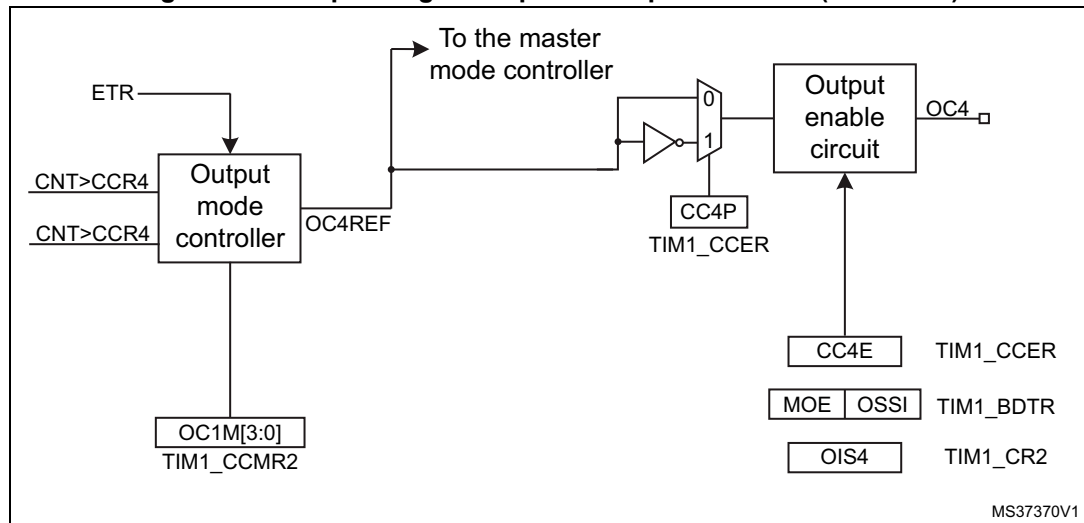 To the master
mode controller
ETR
CNT>CCR4
CNT>CCR4
Output
mode
controller
OC4REF
OC1M[3:0]
TIM1_CCMR2
0
1
CC4P
TIM1_CCER
Output
enable
circuit
OC4
CC4E TIM1_CCER
MOE OSSI TIM1_BDTR
OIS4 TIM1_CR2
MS37370V1